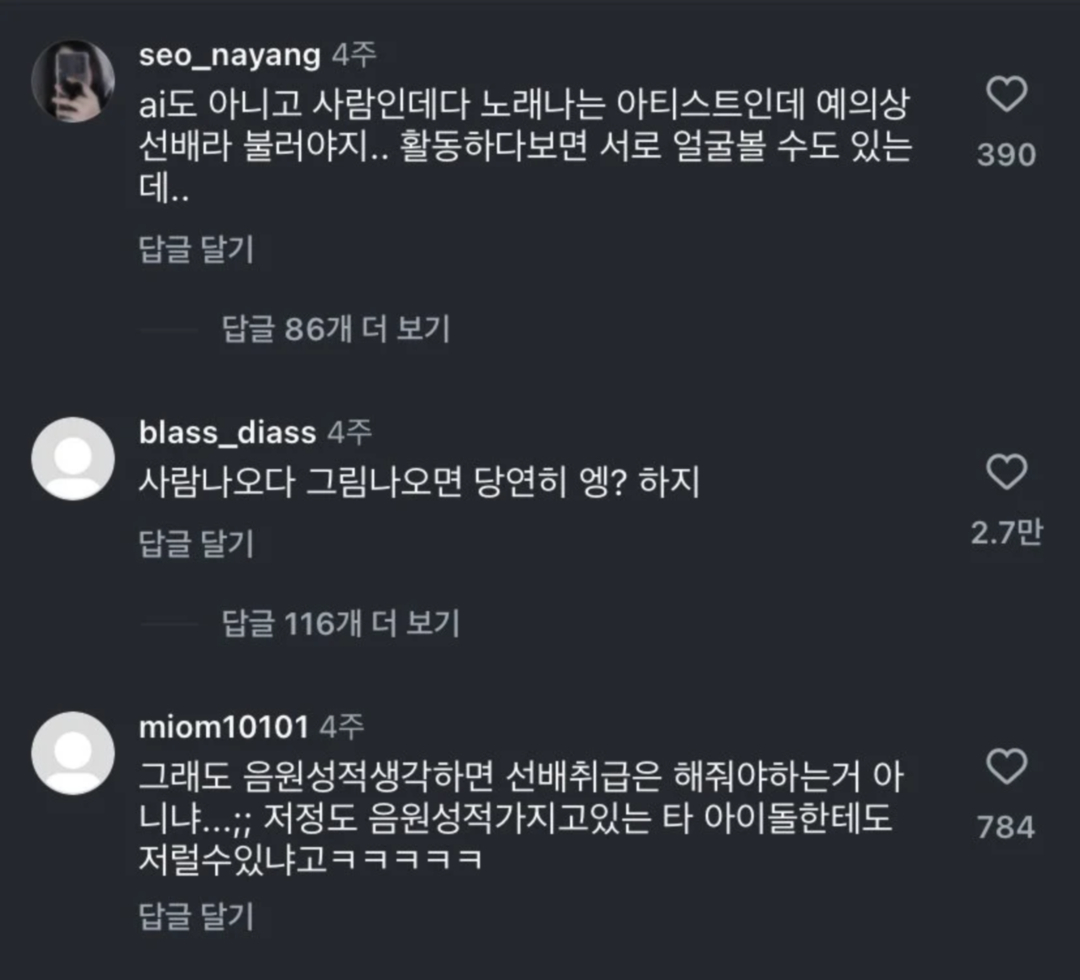 seo_nayang 4주
ai도 아니고 사람인데다 노래나는 아티스트인데 예의상
선배라 불러야지.. 활동하다보면 서로 얼굴볼 수도 있는
데..
390
답글 달기
답글 86개 더 보기
blass_diass 4주
사람나오다 그림나오면 당연히 엥? 하지
2.7만
답글 달기
답글 116개 더 보기
miom10101 4주
그래도 음원성적생각하면 선배취급은 해줘야하는거 아
니냐...;; 저정도 음원성적가지고있는 타 아이돌한테도
저럴수있냐고ㅋㅋㅋㅋㅋ
784
답글 달기